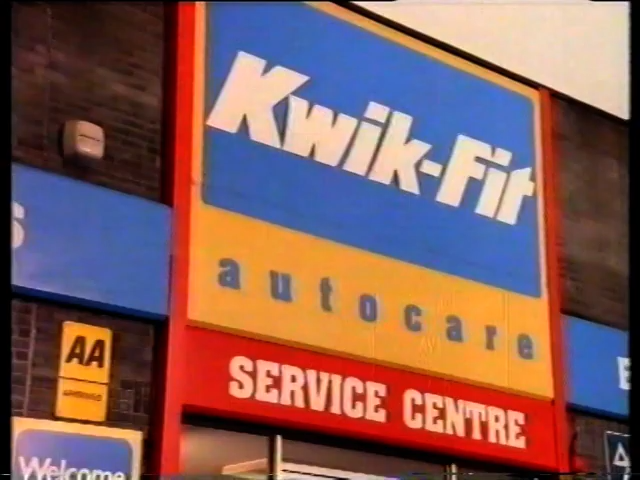 Kwik-Fit
autocare
SERVICE CENTRE
S
AA
Welcome
E